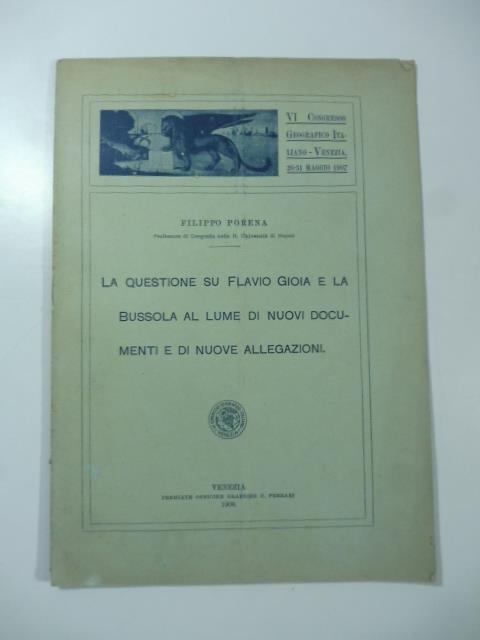 VI Congresso
Geografico Ita-
liano - Venezia,
26-31 maggio 1907
FILIPPO PORENA
Professore di Geografia nella R. Università di Napoli
La questione su Flavio Gioia e la
Bussola al lume di nuovi docu-
menti e di nuove allegazioni.
VENEZIA
PREMIATE OFFICINE GRAFICHE C. FERRARI
1908